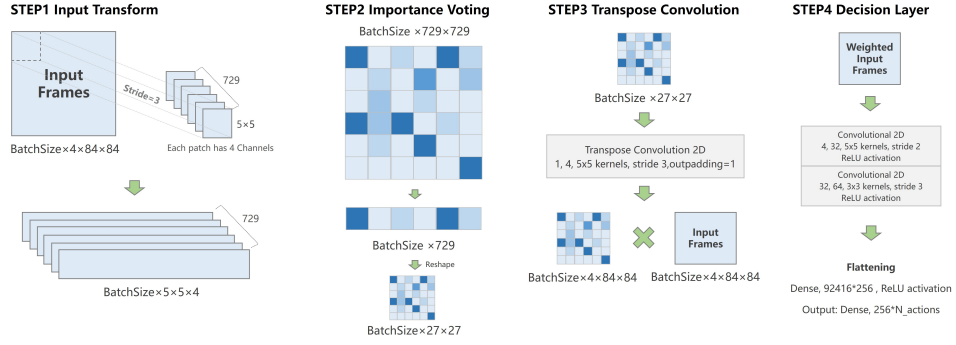 STEP1 Input Transform
Input
Frames
Stride=3
729
5×5
BatchSize×4×84×84
Each patch has 4 Channels
729
BatchSize×5×5×4
STEP2 Importance Voting
BatchSize ×729×729
BatchSize ×729
Reshape
BatchSize×27×27
STEP3 Transpose Convolution
BatchSize ×27×27
Transpose Convolution 2D
1, 4, 5x5 kernels, stride 3,outpadding=1
Input
Frames
BatchSize×4×84×84
BatchSize×4×84×84
STEP4 Decision Layer
Weighted
Input
Frames
Convolutional 2D
4, 32, 5x5 kernels, stride 2
ReLU activation
Convolutional 2D
32, 64, 3x3 kernels, stride 3
ReLU activation
Flattening
Dense, 92416*256 , ReLU activation
Output: Dense, 256*N_actions